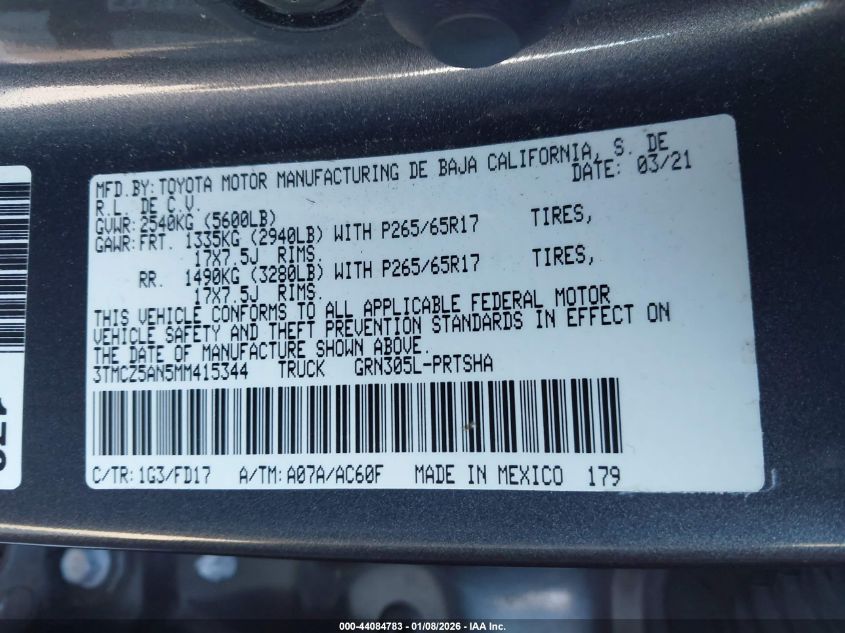 MFD.BY:TOYOTA MOTOR MANUFACTURING DE BAJA CALIFORNIA, S. DE
R.L. DE C.V. DATE: 03/21
GVWR:2540KG (5600LB)
GAWR:FRT. 1335KG (2940LB) WITH P265/65R17 TIRES,
17X7.5J RIMS.
RR. 1490KG (3280LB) WITH P265/65R17 TIRES,
17X7.5J RIMS.
THIS VEHICLE CONFORMS TO ALL APPLICABLE FEDERAL MOTOR
VEHICLE SAFETY AND THEFT PREVENTION STANDARDS IN EFFECT ON
THE DATE OF MANUFACTURE SHOWN ABOVE.
3TMCZ5AN5MM415344 TRUCK GRN305L-PRTSHA
C/TR:1G3/FD17 A/TM:A07A/AC60F MADE IN MEXICO 179
000-44084783 - 01/08/2026 - IAA Inc.